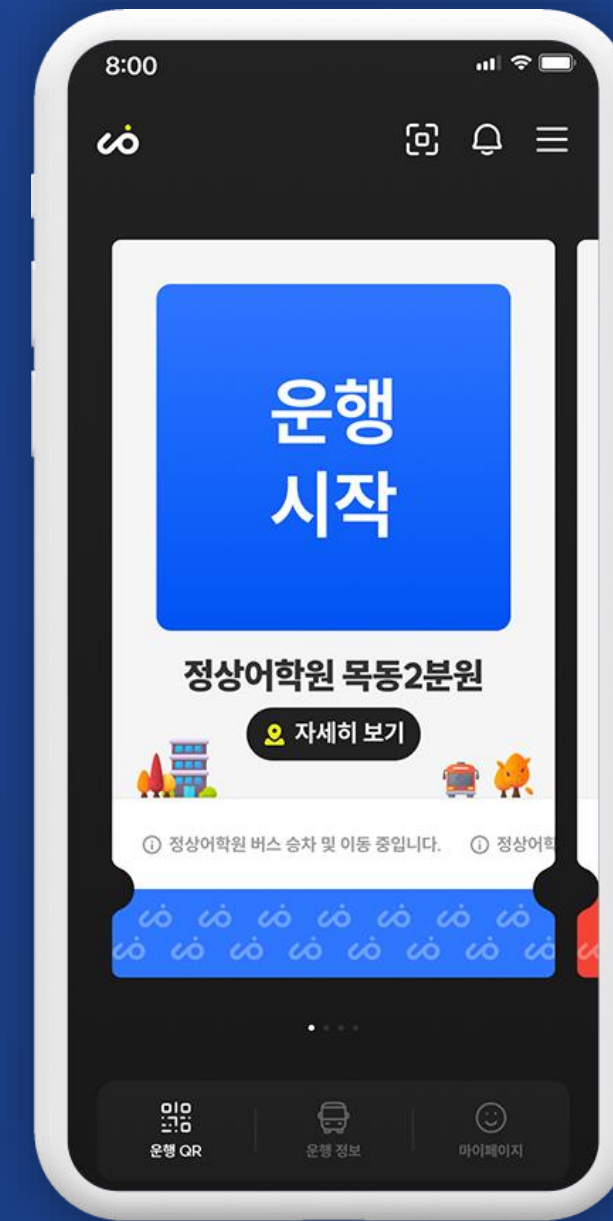 8:00
운행
시작
정상어학원 목동2분원
자세히 보기
정상어학원 버스 승차 및 이동 중입니다. 정상어학
운행 QR 운행 정보 마이페이지